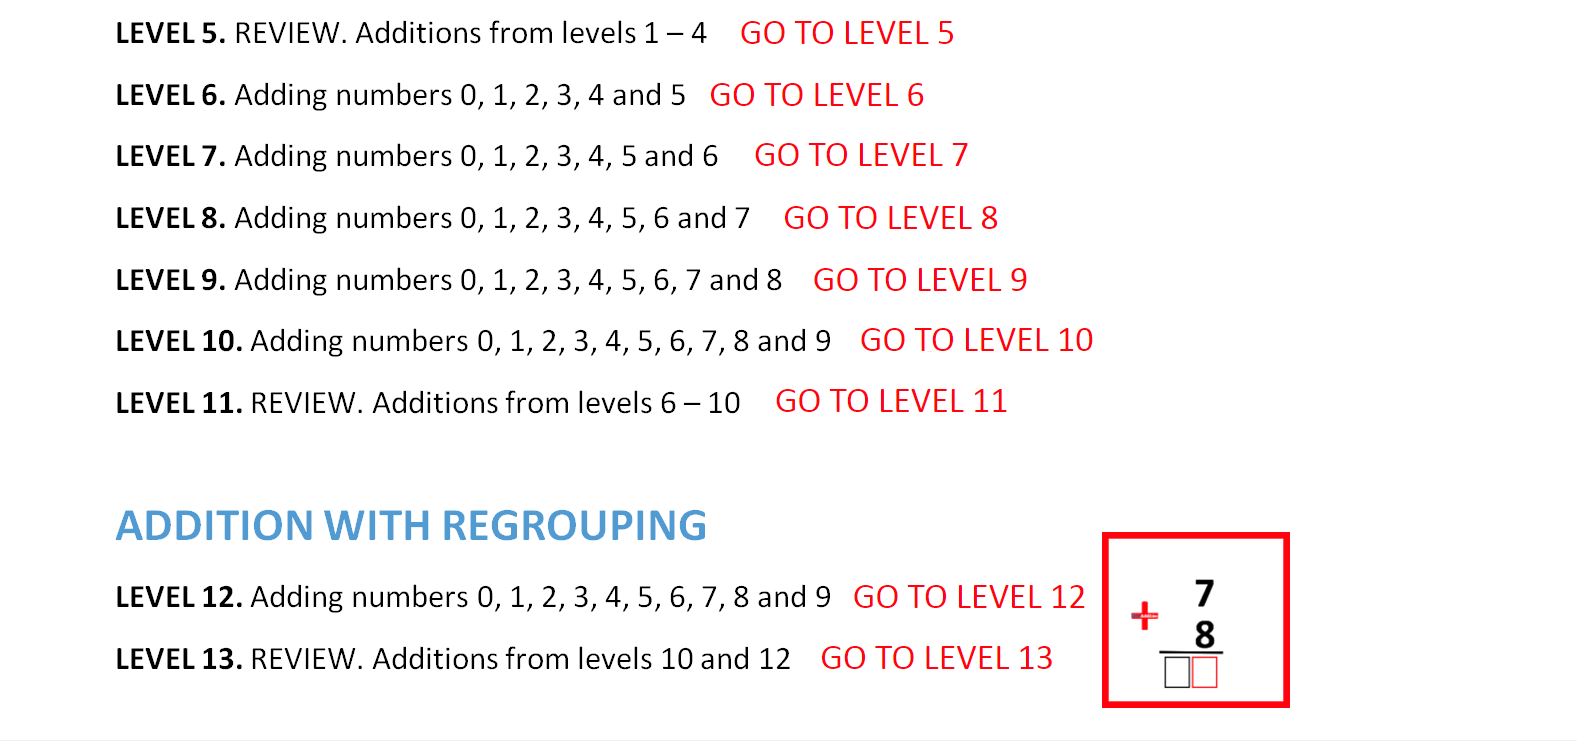 LEVEL 5. REVIEW. Additions from levels 1 – 4 GO TO LEVEL 5
LEVEL 6. Adding numbers 0, 1, 2, 3, 4 and 5 GO TO LEVEL 6
LEVEL 7. Adding numbers 0, 1, 2, 3, 4, 5 and 6 GO TO LEVEL 7
LEVEL 8. Adding numbers 0, 1, 2, 3, 4, 5, 6 and 7 GO TO LEVEL 8
LEVEL 9. Adding numbers 0, 1, 2, 3, 4, 5, 6, 7 and 8 GO TO LEVEL 9
LEVEL 10. Adding numbers 0, 1, 2, 3, 4, 5, 6, 7, 8 and 9 GO TO LEVEL 10
LEVEL 11. REVIEW. Additions from levels 6 – 10 GO TO LEVEL 11
ADDITION WITH REGROUPING
LEVEL 12. Adding numbers 0, 1, 2, 3, 4, 5, 6, 7, 8 and 9 GO TO LEVEL 12
LEVEL 13. REVIEW. Additions from levels 10 and 12 GO TO LEVEL 13
7
+
8